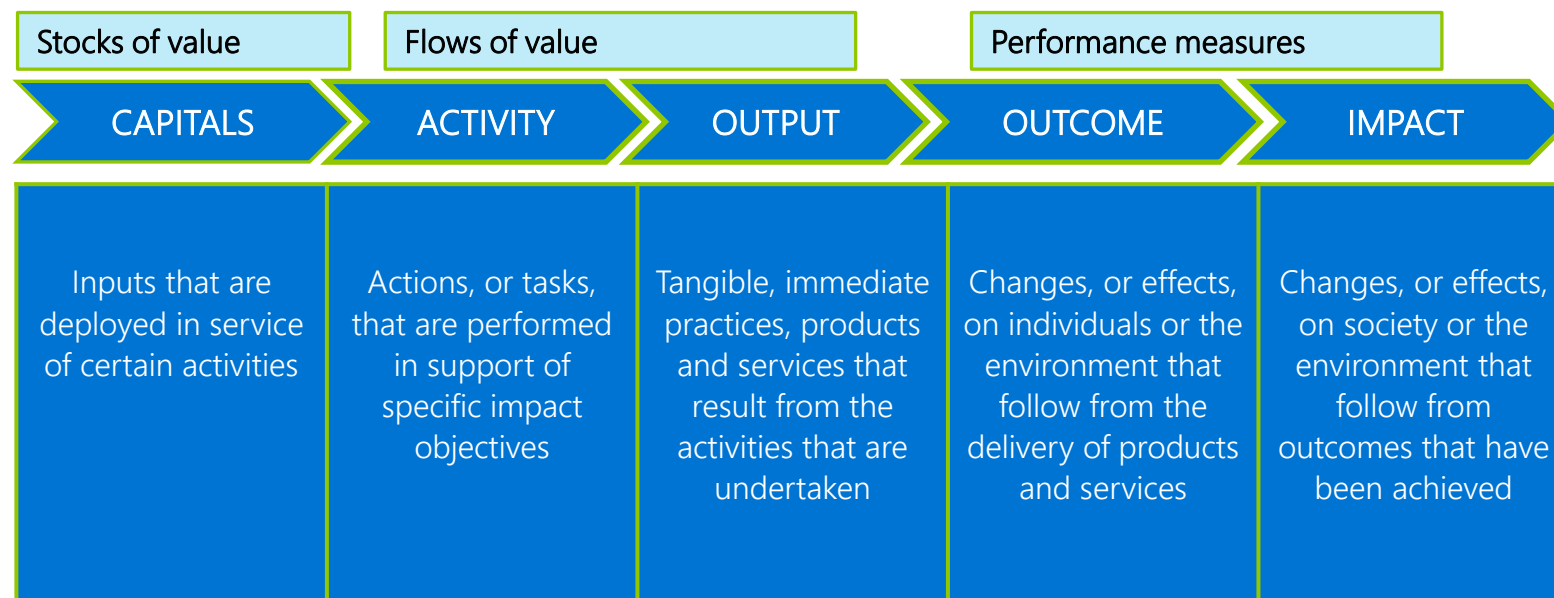 Stocks of value
Flows of value
Performance measures
CAPITALS
ACTIVITY
OUTPUT
OUTCOME
IMPACT
Inputs that are
deployed in service
of certain activities
Actions, or tasks,
that are performed
in support of
specific impact
objectives
Tangible, immediate
practices, products
and services that
result from the
activities that are
undertaken
Changes, or effects,
on individuals or the
environment that
follow from the
delivery of products
and services
Changes, or effects,
on society or the
environment that
follow from
outcomes that have
been achieved